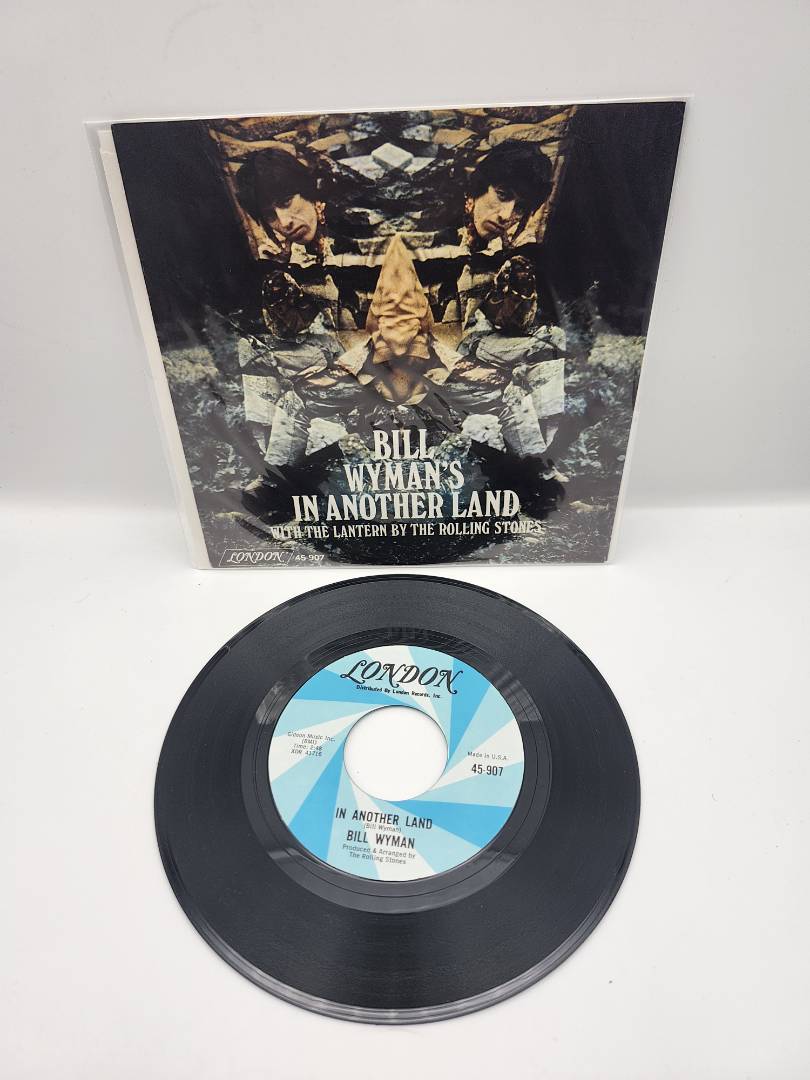 BILL
WYMAN'S
IN ANOTHER LAND
WITH THE LANTERN BY THE ROLLING STONES
LONDON 45-907
LONDON
Distributed By London Records, Inc.
Gideon Music Inc.
(BMI)
Time: 2:48
XDR 41716
Made in U.S.A.
45-907
IN ANOTHER LAND
(Bill Wyman)
BILL WYMAN
Produced & Arranged by
The Rolling Stones